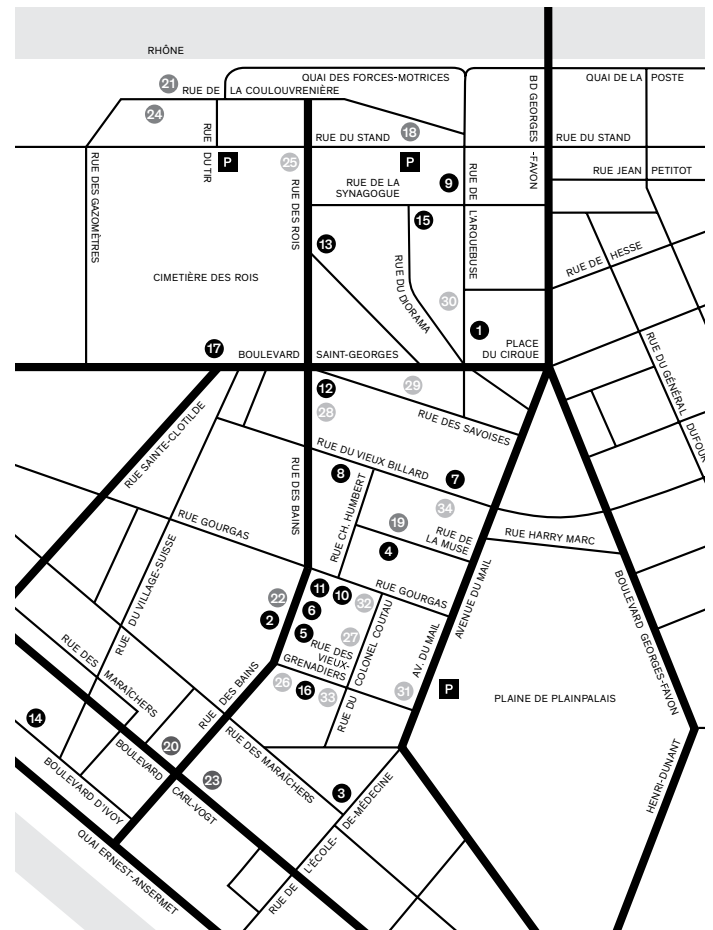 RHÔNE
QUAI DES FORCES-MOTRICES
QUAI DE LA POSTE
21
RUE DE LA COULOUVRENIÈRE
BD GEORGES-FAVON
24
RUE DU TIR
RUE DU STAND
18
RUE DU STAND
RUE DES GAZOMÈTRES
P
25
P
RUE JEAN PETITOT
RUE DES ROIS
RUE DE LA
SYNAGOGUE
9
RUE DE L'ARQUEBUSE
15
13
RUE DE HESSE
CIMETIÈRE DES ROIS
RUE DU DIORAMA
30
1
17
BOULEVARD SAINT-GEORGES
PLACE
DU CIRQUE
RUE DU GÉNÉRAL DUFOUR
12
29
28
RUE DES SAVOISES
RUE SAINTE-CLOTILDE
RUE DU VIEUX BILLARD
RUE DES BAINS
8
7
34
RUE CH. HUMBERT
19
RUE DE
LA MUSE
RUE GOURGAS
4
RUE HARRY MARC
RUE DU VILLAGE-SUISSE
AVENUE DU MAIL
RUE GOURGAS
22
11
10
32
2
6
BOULEVARD GEORGES-FAVON
5
27
COLONEL COUTAU
RUE DU
RUE DES
VIEUX-
GRENADIERS
AV. DU MAIL
RUE DES MARAÎCHERS
26
16
33
31
P
PLAINE DE PLAINPALAIS
RUE DES BAINS
14
20
BOULEVARD CARL-VOGT
RUE DES MARAÎCHERS
23
3
BOULEVARD D'IVOY
HENRI-DUNANT
QUAI ERNEST-ANSERMET
RUE DE L'ÉCOLE-DE-MÉDECINE